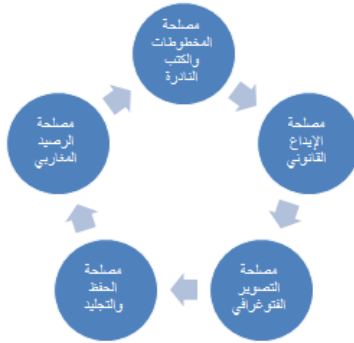 مصلحة
المخطوطات
والكتب
النادرة
مصلحة
الإيداع
القانوني
مصلحة
التصوير
الفتوغرافي
مصلحة
الحفظ
والتجليد
مصلحة
الرصيد
المغاربي